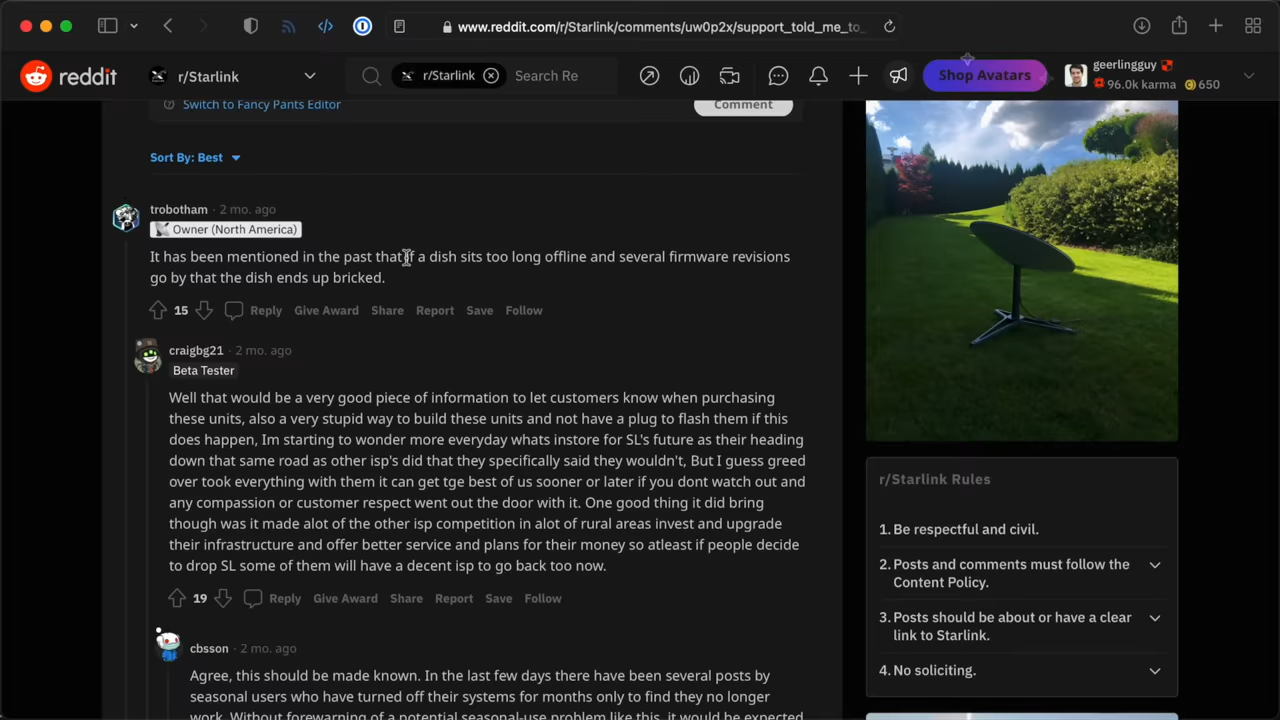 www.reddit.com/r/Starlink/comments/uw0p2x/support_told_me_to_
reddit
r/Starlink
r/Starlink
Search Re
Shop Avatars
geerlingguy
96.0k karma
650
Switch to Fancy Pants Editor
Comment
Sort By: Best
trobotham · 2 mo. ago
Owner (North America)
It has been mentioned in the past that if a dish sits too long offline and several firmware revisions
go by that the dish ends up bricked.
15
Reply
Give Award
Share
Report
Save
Follow
craigbg21 · 2 mo. ago
Beta Tester
Well that would be a very good piece of information to let customers know when purchasing
these units, also a very stupid way to build these units and not have a plug to flash them if this
does happen, Im starting to wonder more everyday whats instore for SL's future as their heading
down that same road as other isp's did that they specifically said they wouldn't, But I guess greed
over took everything with them it can get tge best of us sooner or later if you dont watch out and
any compassion or customer respect went out the door with it. One good thing it did bring
though was it made alot of the other isp competition in alot of rural areas invest and upgrade
their infrastructure and offer better service and plans for their money so atleast if people decide
to drop SL some of them will have a decent isp to go back too now.
19
Reply
Give Award
Share
Report
Save
Follow
cbsson · 2 mo. ago
Agree, this should be made known. In the last few days there have been several posts by
seasonal users who have turned off their systems for months only to find they no longer
work. Without forewarning of a potential seasonal-use problem like this, it would be expected
r/Starlink Rules
1. Be respectful and civil.
2. Posts and comments must follow the
Content Policy.
3. Posts should be about or have a clear
link to Starlink.
4. No soliciting.